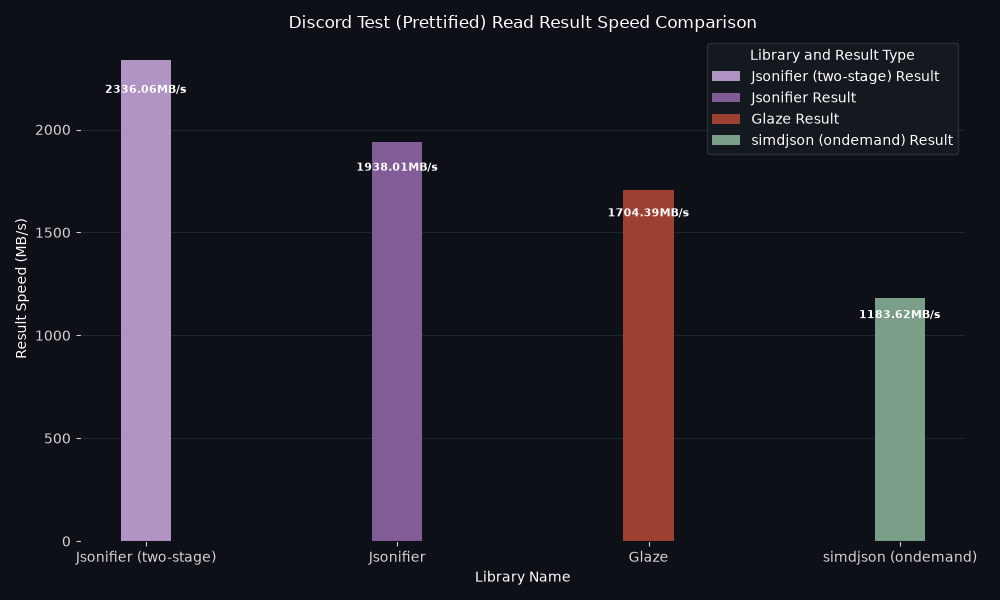 Discord Test (Prettified) Read Result Speed Comparison
Library and Result Type
Jsonifier (two-stage) Result
Jsonifier Result
Glaze Result
simdjson (ondemand) Result
2336.06MB/s
1938.01MB/s
1704.39MB/s
1183.62MB/s
Result Speed (MB/s)
2000
1500
1000
500
0
Jsonifier (two-stage)
Jsonifier
Glaze
simdjson (ondemand)
Library Name